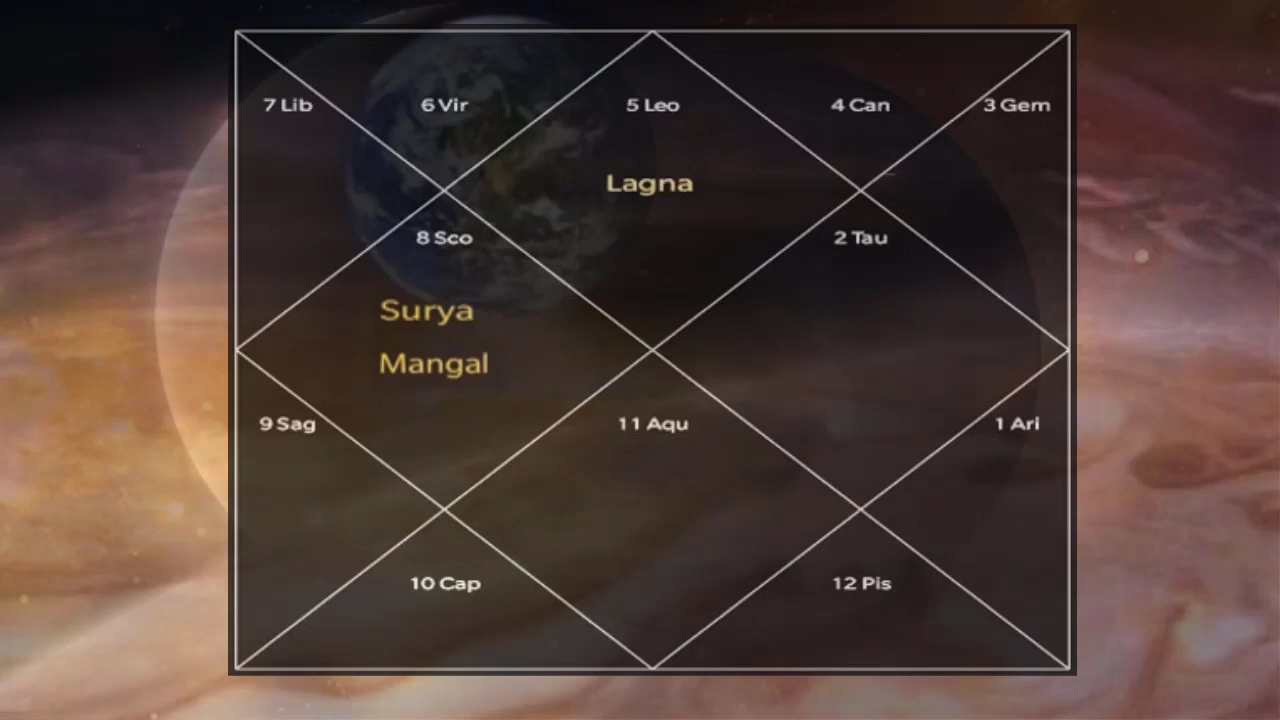 7 Lib
6 Vir
5 Leo
4 Can
3 Gem
Lagna
8 Sco
2 Tau
Surya
Mangal
9 Sag
11 Aqu
1 Ari
10 Cap
12 Pis